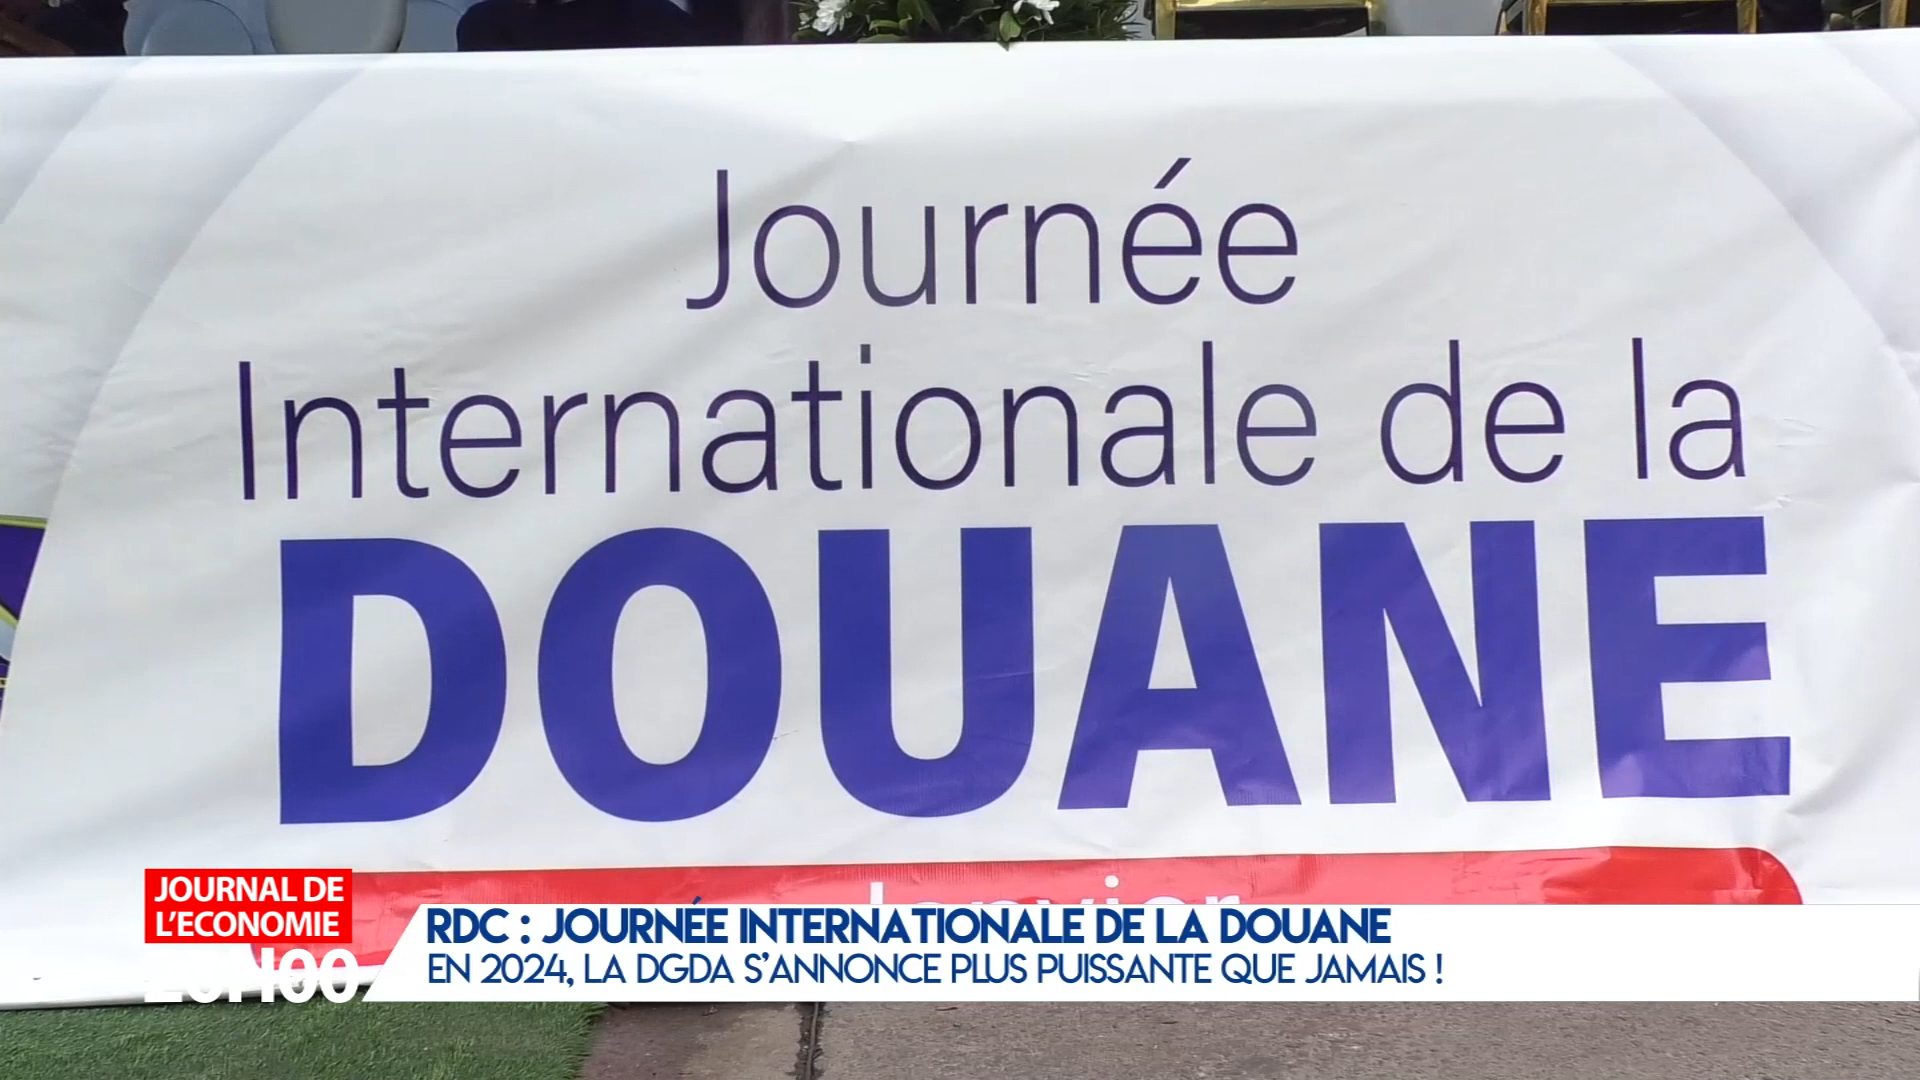 Journée
Internationale de la
DOUANE
Janvier
JOURNAL DE
L'ECONOMIE
RDC : JOURNÉE INTERNATIONALE DE LA DOUANE
EN 2024, LA DGDA S'ANNONCE PLUS PUISSANTE QUE JAMAIS !